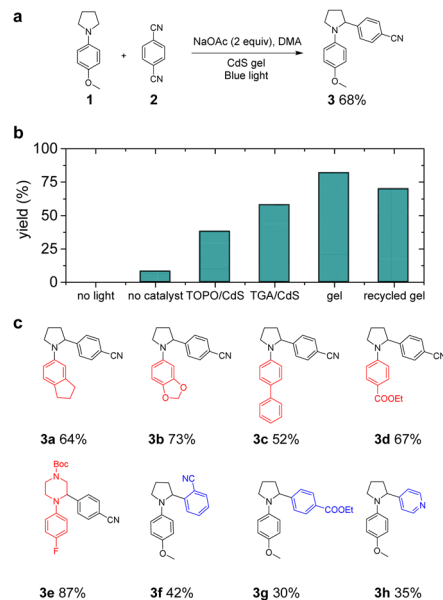 a
N
O
1
+
CN
CN
2
NaOAc (2 equiv), DMA
CdS gel
Blue light
N
CN
O
3 68%
b
yield (%)
100
75
50
25
0
no light
no catalyst
TOPO/CdS
TGA/CdS
gel
recycled gel
c
N
CN
3a 64%
N
CN
O
O
3b 73%
N
CN
3c 52%
N
CN
COOEt
3d 67%
Boc
N
N
CN
F
3e 87%
CN
N
O
3f 42%
N
COOEt
O
3g 30%
N
N
O
3h 35%